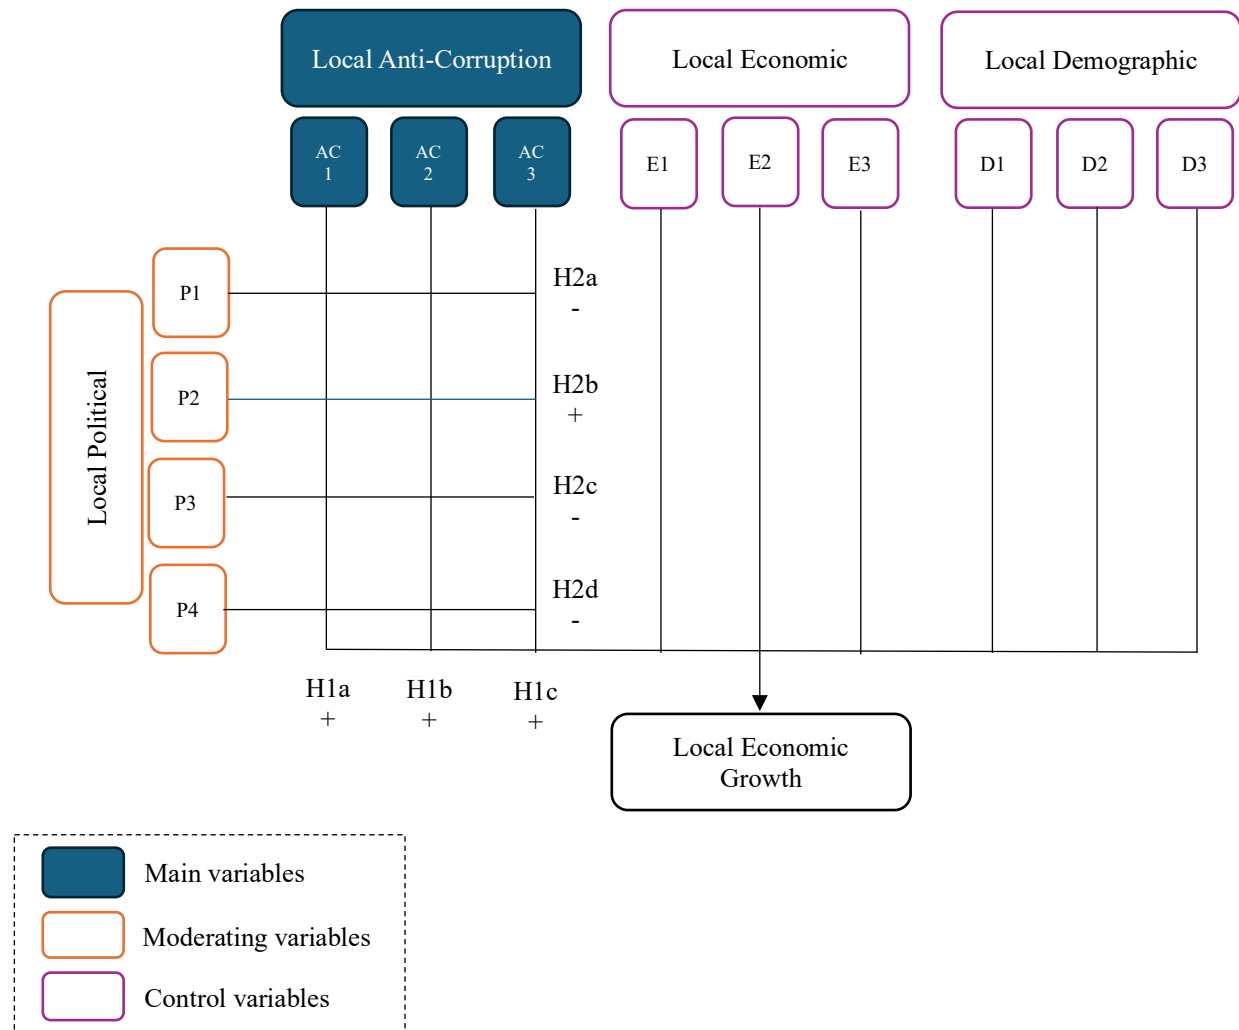 Local Anti-Corruption
Local Economic
Local Demographic
AC
1
AC
2
AC
3
E1
E2
E3
D1
D2
D3
Local Political
P1
P2
P3
P4
H2a
-
H2b
+
H2c
-
H2d
-
H1a
+
H1b
+
H1c
+
Local Economic
Growth
Main variables
Moderating variables
Control variables